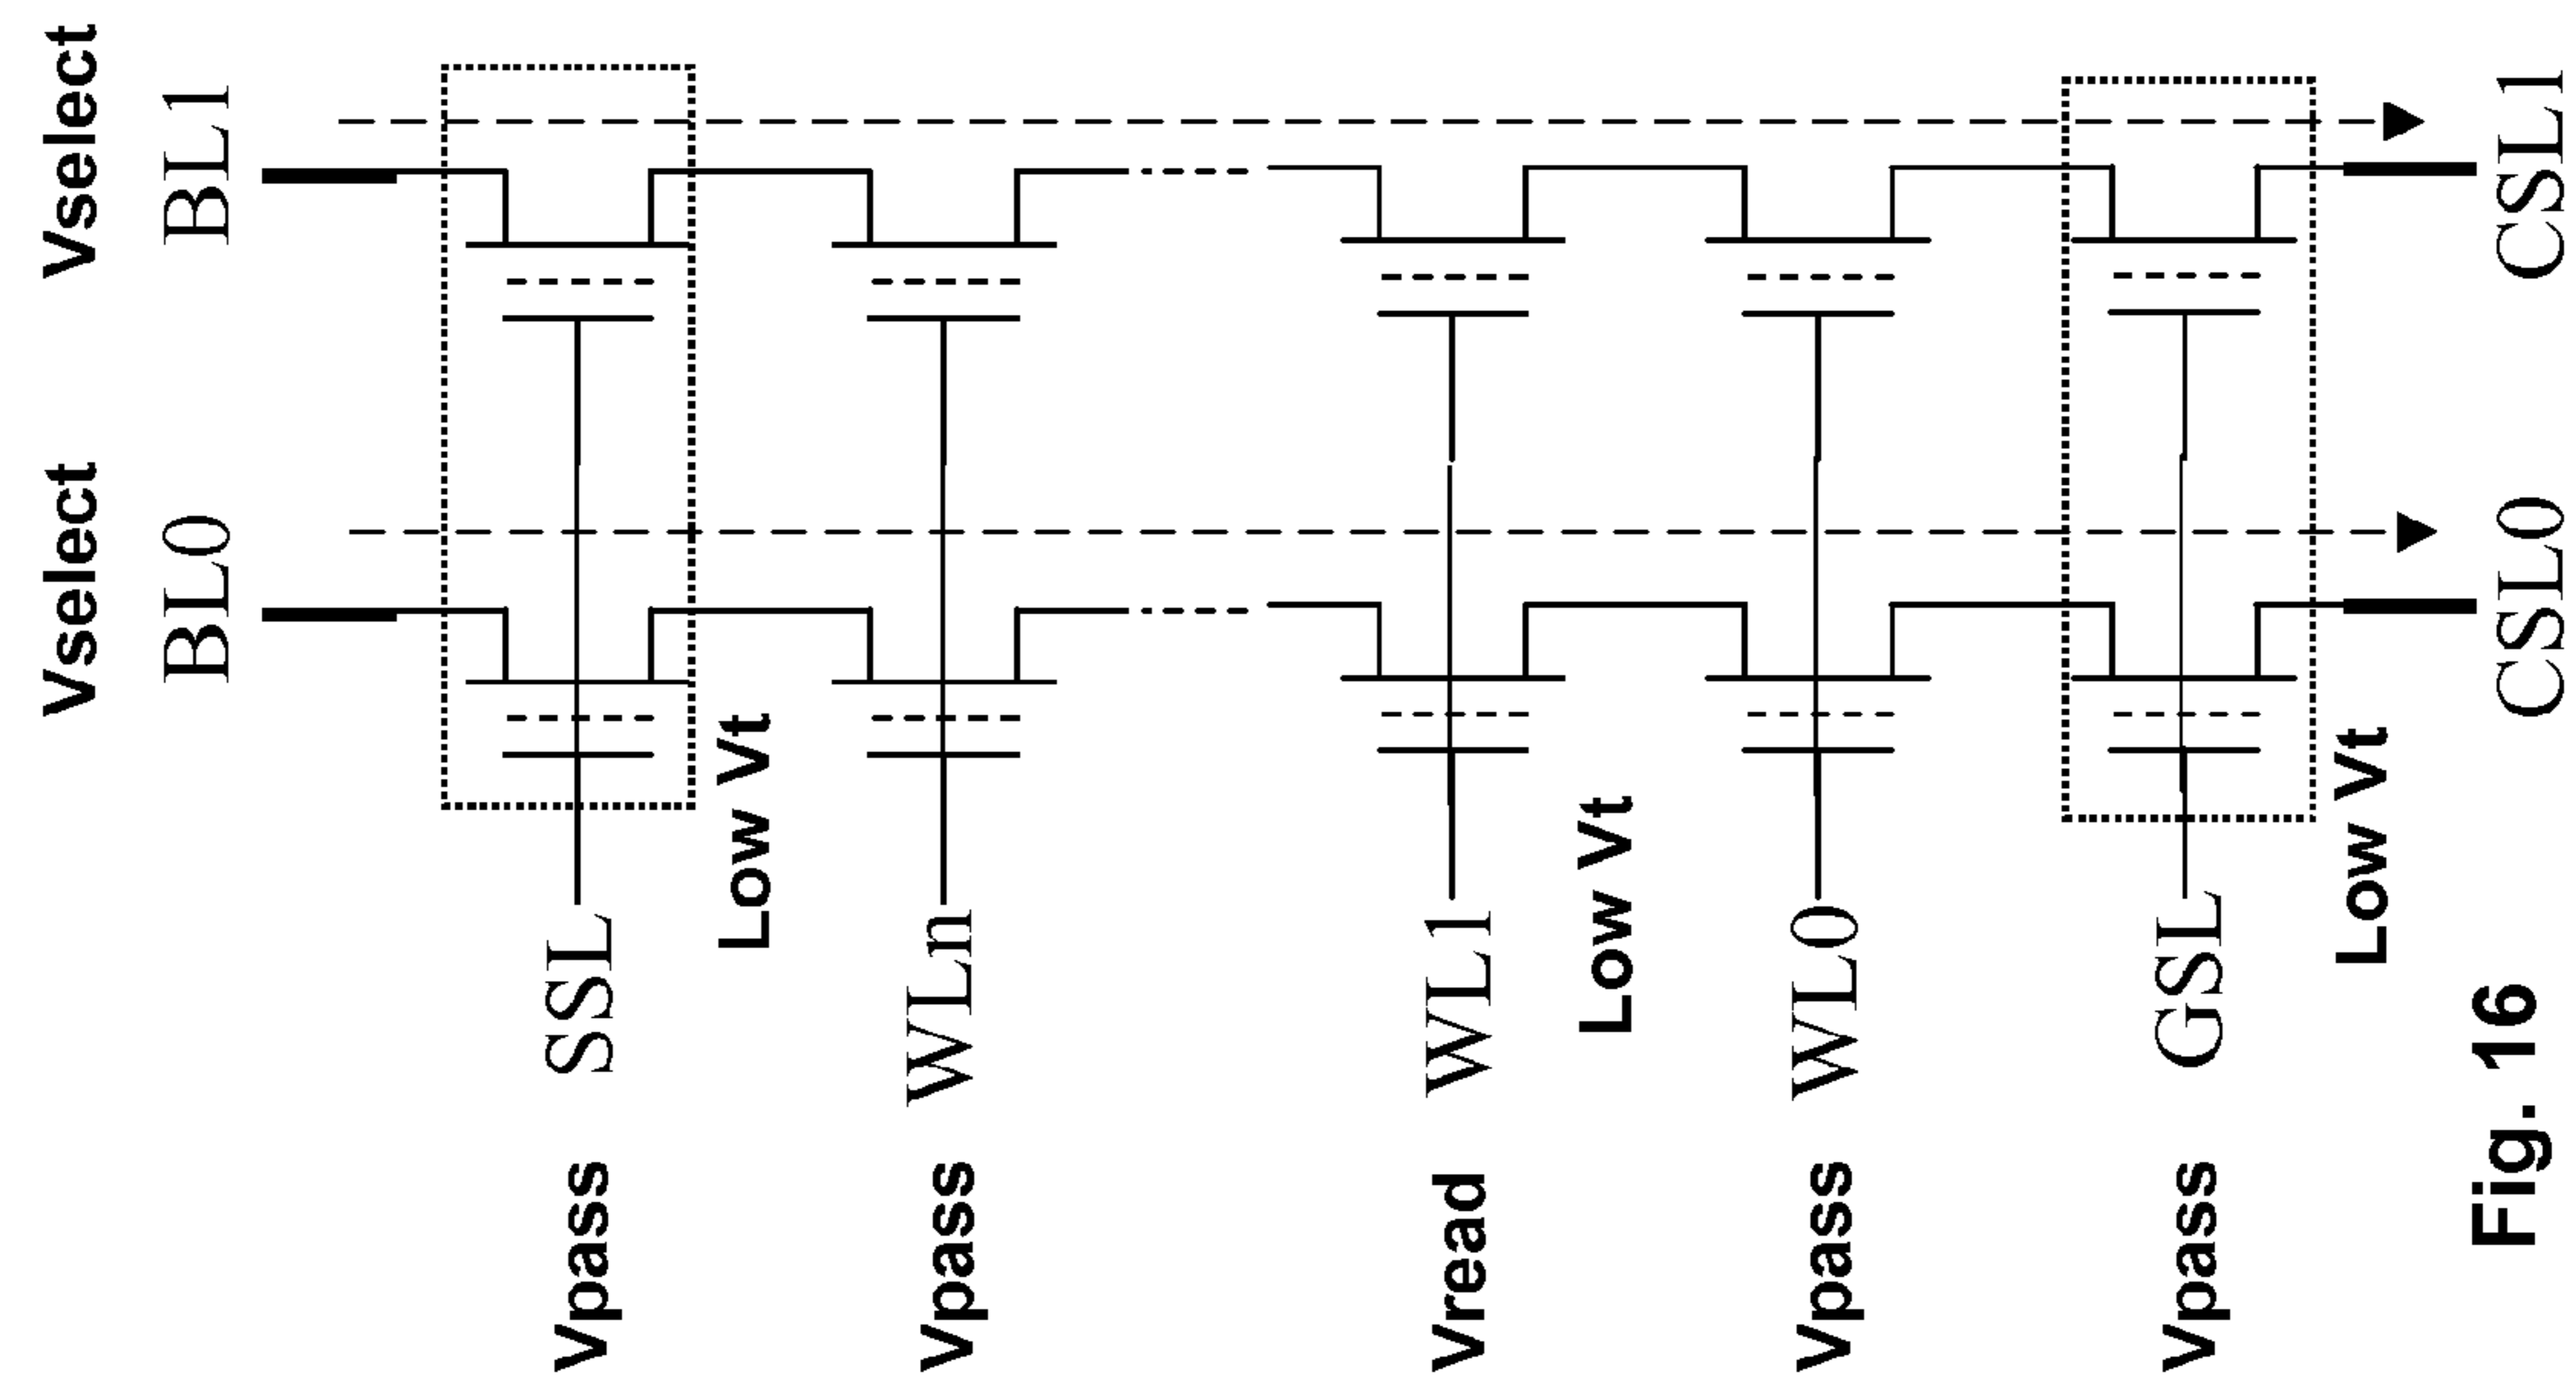 Vselect Vselect
BL0 BL1
Vpass SSL
Low Vt
Vpass WLn
Vread WL1
Low Vt
Vpass WL0
Vpass GSL
Low Vt
Fig. 16
CSL0 CSL1